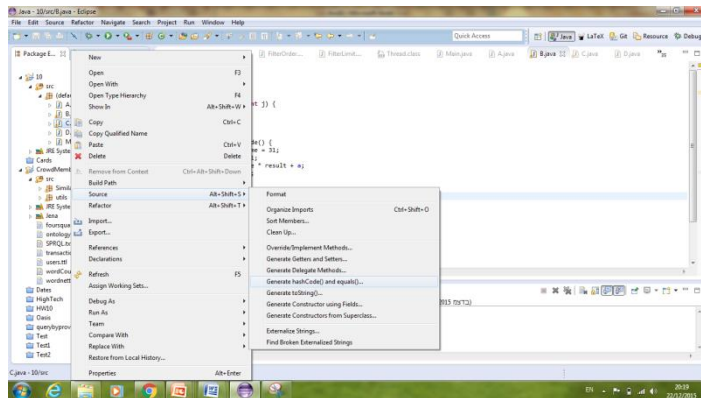 Java - 10/src/B.java - Eclipse
File Edit Source Refactor Navigate Search Project Run Window Help
Quick Access
Java
LaTeX
Git
Resource
Debug
Package E...
FilterOrder...
FilterLimit...
Thread.class
Main.java
A.java
B.java
C.java
D.java
10
src
(defau
A.
B.
C.
D.
M
JRE Syste
Cards
CrowdMemb
src
Simila
utils
JRE Syste
Jena
foursqua
ontology
SPRQL.tx
transactio
users.ttl
wordCou
wordnett
Dates
HighTech
HW10
Oasis
querybyprov
Test
Test1
Test2
New
Open F3
Open With
Open Type Hierarchy F4
Show In Alt+Shift+W
Copy Ctrl+C
Copy Qualified Name
Paste Ctrl+V
Delete Delete
Remove from Context Ctrl+Alt+Shift+Down
Build Path
Source Alt+Shift+S
Refactor Alt+Shift+T
Import...
Export...
References
Declarations
Refresh F5
Assign Working Sets...
Debug As
Run As
Team
Compare With
Replace With
Restore from Local History...
Properties Alt+Enter
Format
Organize Imports Ctrl+Shift+O
Sort Members...
Clean Up...
Override/Implement Methods...
Generate Getters and Setters...
Generate Delegate Methods...
Generate hashCode() and equals()...
Generate toString()...
Generate Constructor using Fields...
Generate Constructors from Superclass...
Externalize Strings...
Find Broken Externalized Strings
t j) {
de() {
e = 31;
* result + a;
C.java - 10/src
EN
20:19
22/12/2015